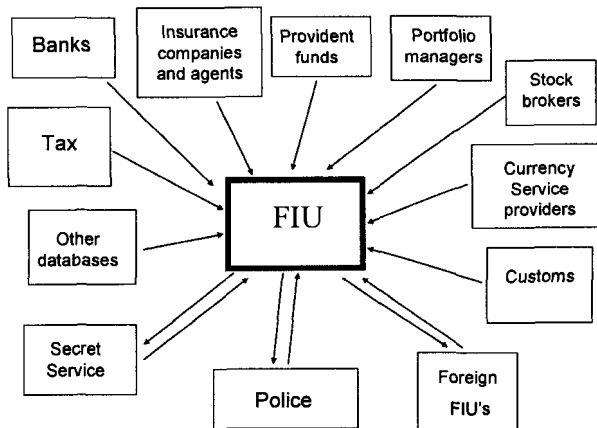 Banks
Insurance
companies
and agents
Provident
funds
Portfolio
managers
Stock
brokers
Tax
FIU
Currency
Service
providers
Other
databases
Customs
Secret
Service
Police
Foreign
FIU's